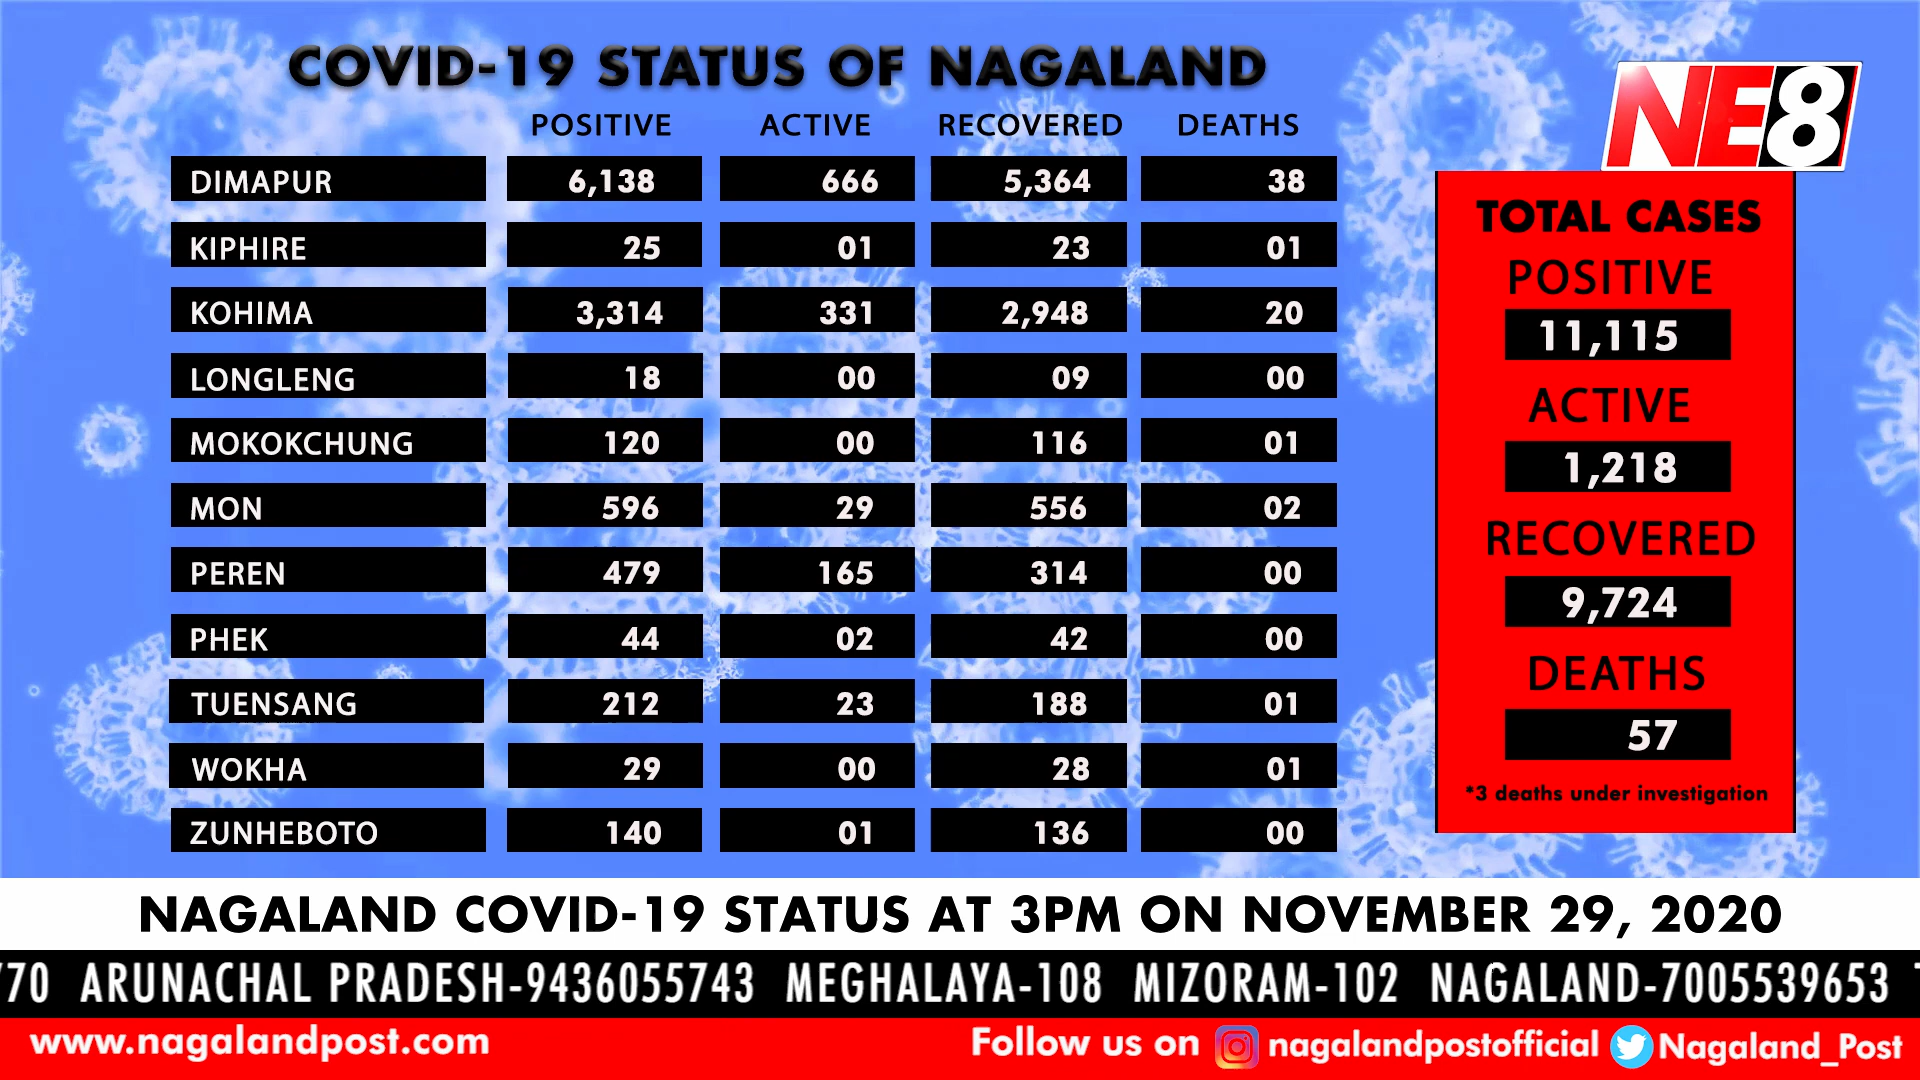 COVID-19 STATUS OF NAGALAND
POSITIVE ACTIVE RECOVERED DEATHS
DIMAPUR 6,138 666 5,364 38
KIPHIRE 25 01 23 01
KOHIMA 3,314 331 2,948 20
LONGLENG 18 00 09 00
MOKOKCHUNG 120 00 116 01
MON 596 29 556 02
PEREN 479 165 314 00
PHEK 44 02 42 00
TUENSANG 212 23 188 01
WOKHA 29 00 28 01
ZUNHEBOTO 140 01 136 00
NE8
TOTAL CASES
POSITIVE
11,115
ACTIVE
1,218
RECOVERED
9,724
DEATHS
57
*3 deaths under investigation
NAGALAND COVID-19 STATUS AT 3PM ON NOVEMBER 29, 2020
70 ARUNACHAL PRADESH-9436055743 MEGHALAYA-108 MIZORAM-102 NAGALAND-7005539653
www.nagalandpost.com Follow us on nagalandpostofficial Nagaland_Post